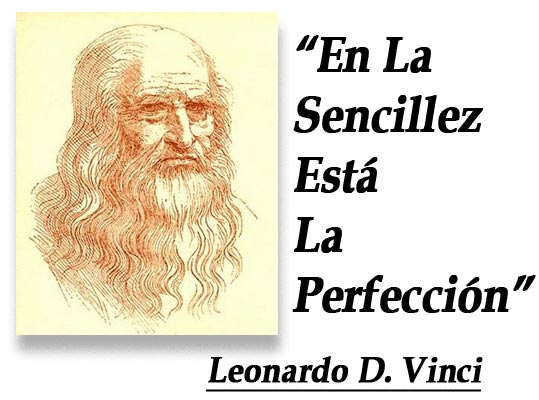 “En La
Sencillez
Está
La
Perfección”
Leonardo D. Vinci